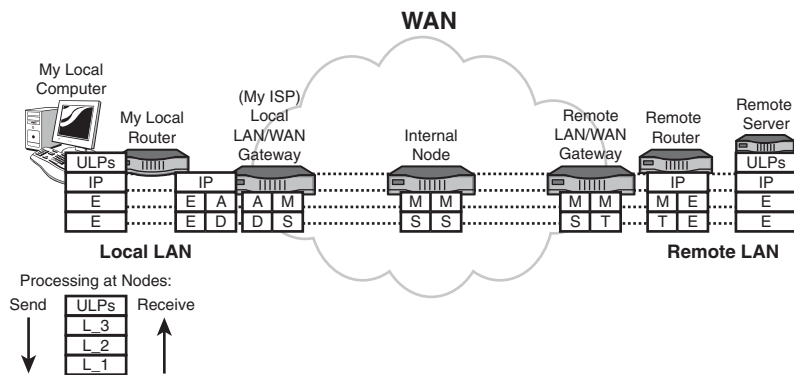 WAN
My Local
Computer
My Local
Router
(My ISP)
Local
LAN/WAN
Gateway
Internal
Node
Remote
LAN/WAN
Gateway
Remote
Router
Remote
Server
ULPs
ULPs
IP
IP
IP
IP
E
E A
A M
M M
M M
M E
E
E
E D
D S
S S
S T
T E
E
Local LAN
Remote LAN
Processing at Nodes:
Send
ULPs
Receive
L_3
L_2
L_1